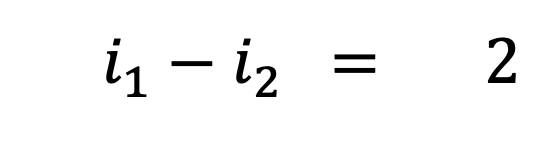 i₁ − i₂ = 2